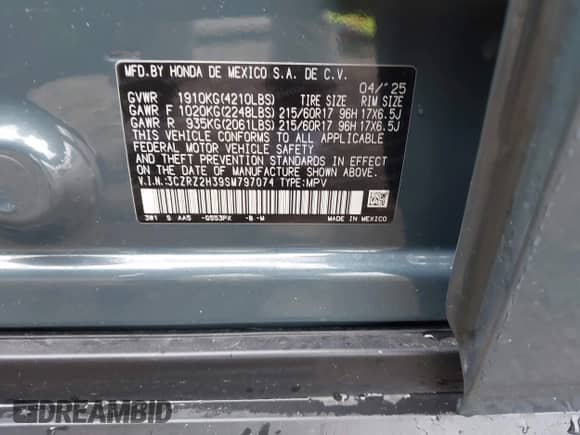 MFD.BY HONDA DE MEXICO S.A. DE C.V.
04/'25
GVWR 1910KG(4210LBS) TIRE SIZE RIM SIZE
GAWR F 1020KG(2248LBS) 215/60R17 96H 17X6.5J
GAWR R 935KG(2061LBS) 215/60R17 96H 17X6.5J
THIS VEHICLE CONFORMS TO ALL APPLICABLE
FEDERAL MOTOR VEHICLE SAFETY
AND THEFT PREVENTION STANDARDS IN EFFECT
ON THE DATE OF MANUFACTURE SHOWN ABOVE.
V.I.N:3CZRZ2H39SM797074 TYPE:MPV
3W1 S AAS -GS53PX -B -M MADE IN MEXICO
DREAMBID